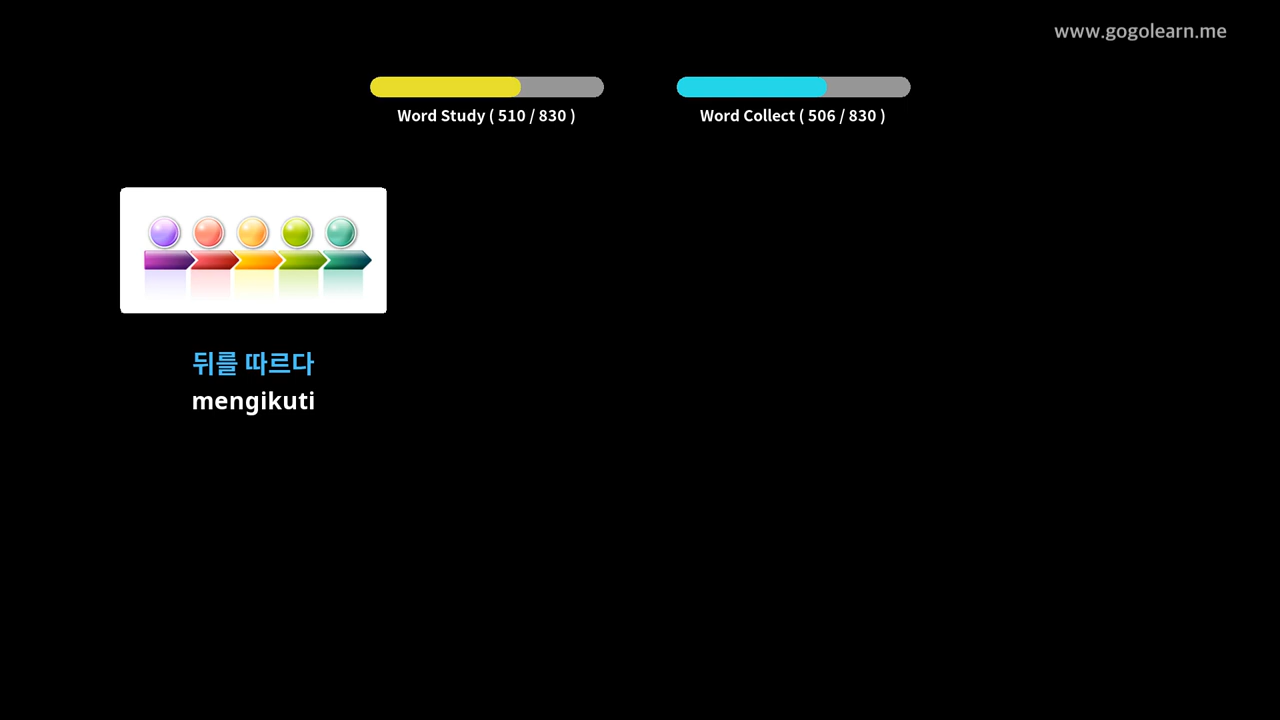 www.gogolearn.me
Word Study ( 510 / 830 )
Word Collect ( 506 / 830 )
뒤를 따르다
mengikuti